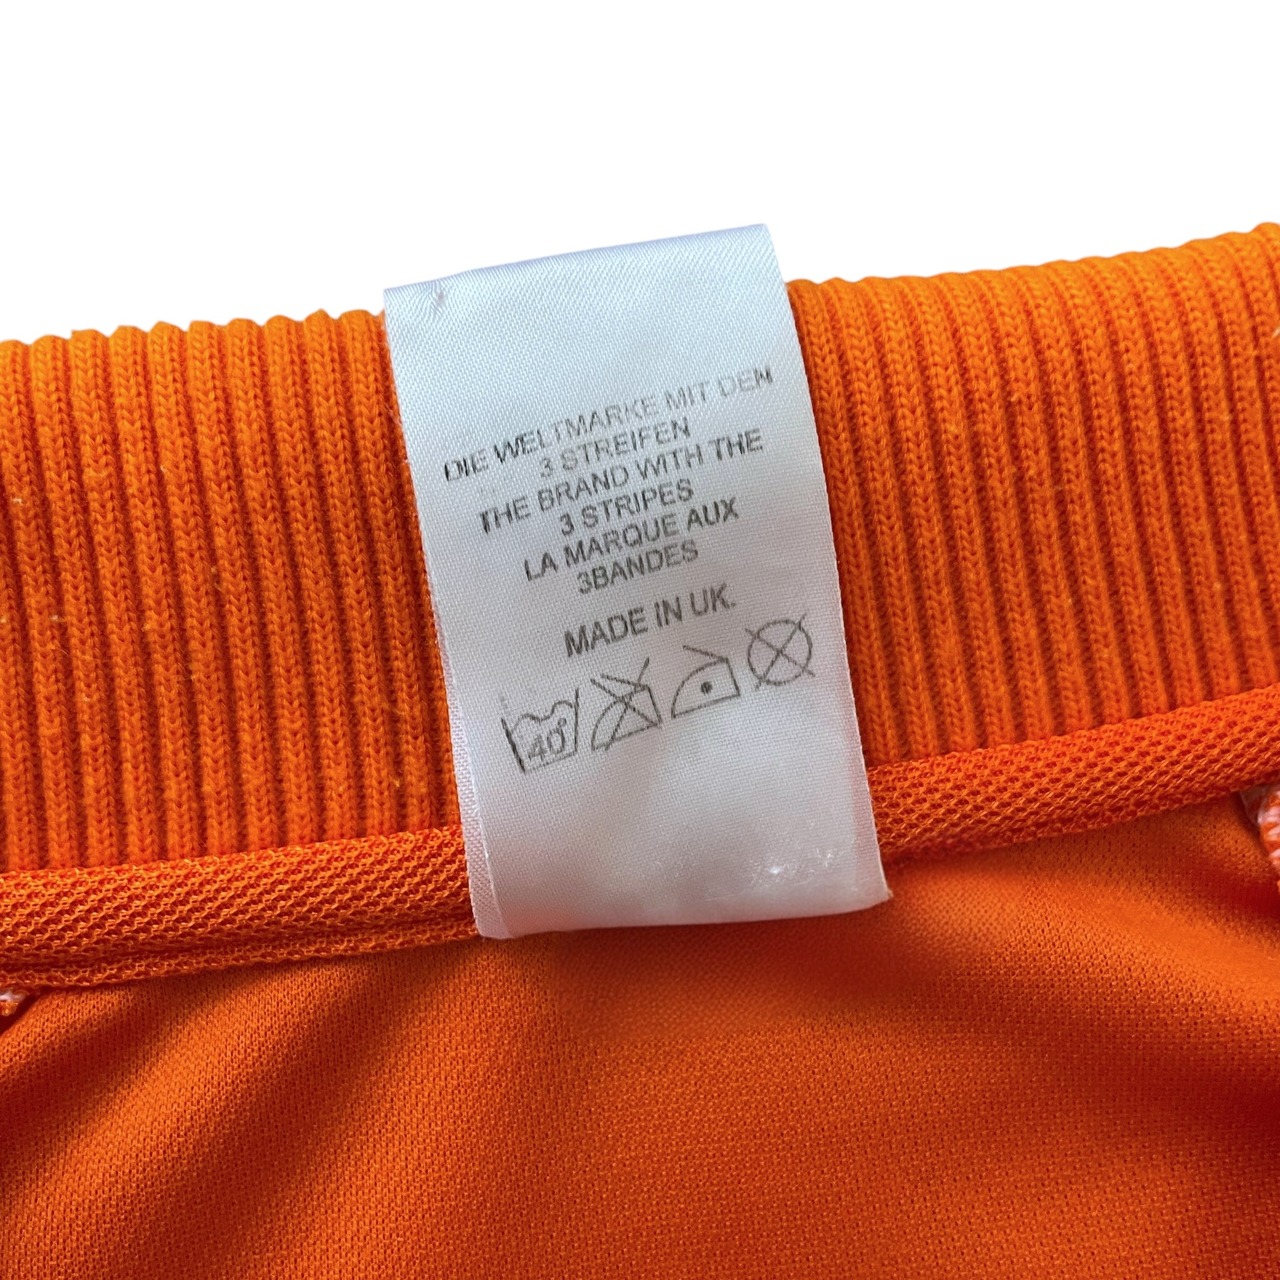 DIE WELTMARKE MIT DEN
3 STREIFEN
THE BRAND WITH THE
3 STRIPES
LA MARQUE AUX
3BANDES
MADE IN UK.
40°